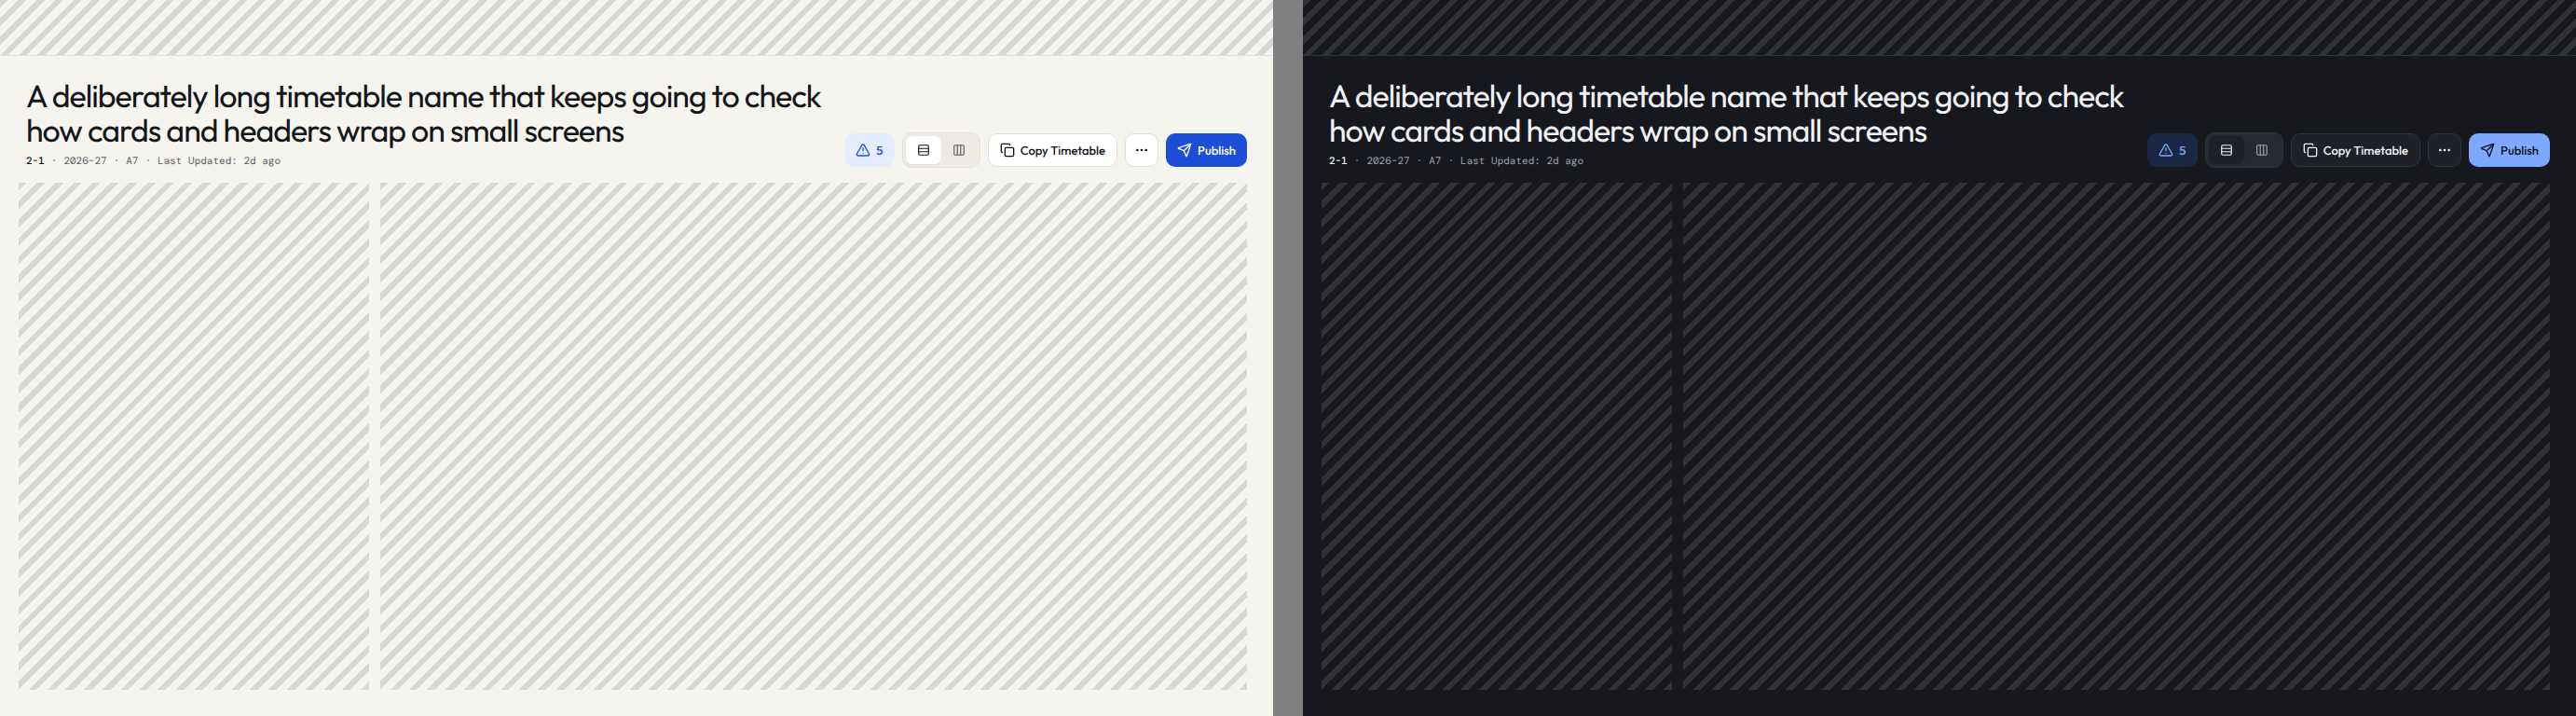 A deliberately long timetable name that keeps going to check
how cards and headers wrap on small screens
2-1 · 2026-27 · A7 · Last Updated: 2d ago
5
Copy Timetable
Publish
A deliberately long timetable name that keeps going to check
how cards and headers wrap on small screens
2-1 · 2026-27 · A7 · Last Updated: 2d ago
5
Copy Timetable
Publish